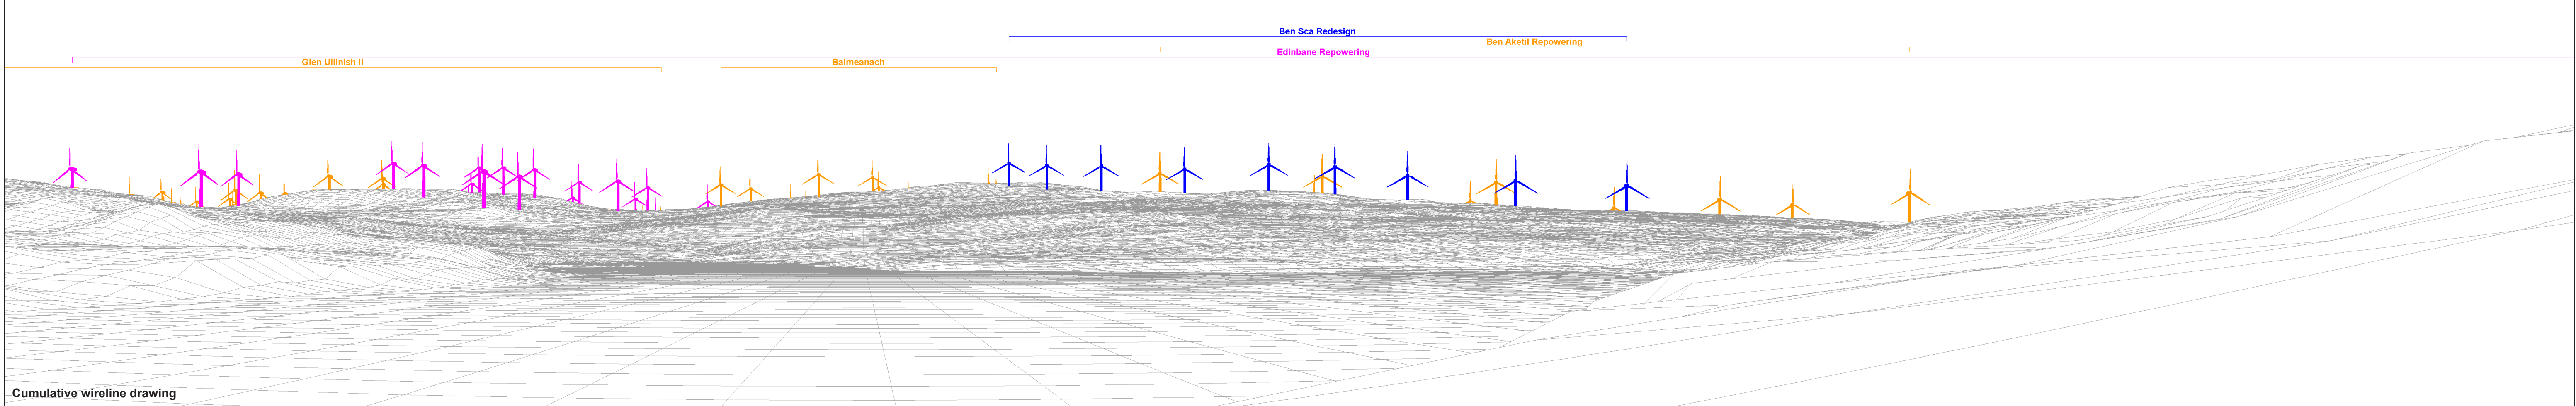 Ben Sca Redesign
Ben Aketil Repowering
Edinbane Repowering
Glen Ullinish II
Balmeanach
Cumulative wireline drawing